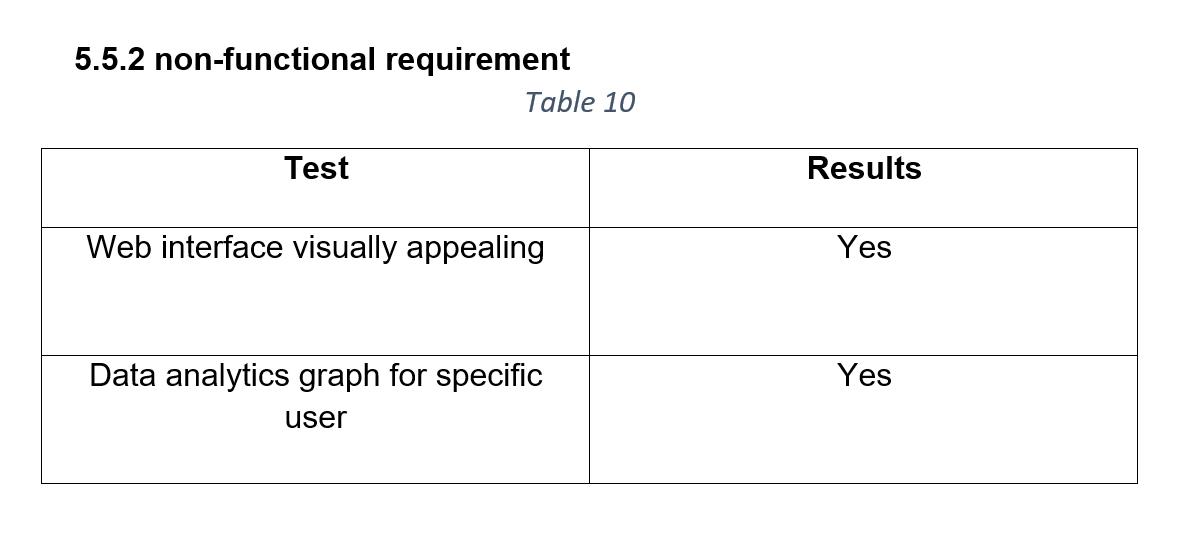 5.5.2 non-functional requirement
Table 10
Test
Results
Web interface visually appealing
Yes
Data analytics graph for specific
user
Yes